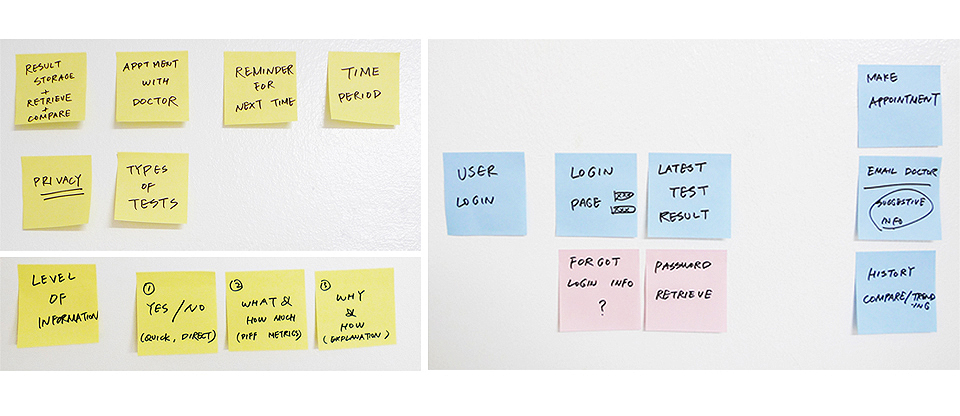 RESULT
STORAGE
+
RETRIEVE
+
COMPARE
APPTMENT
WITH
DOCTOR
REMINDER
FOR
NEXT TIME
TIME
PERIOD
PRIVACY
TYPES
OF
TESTS
LEVEL
OF
INFORMATION
1
YES/NO
(QUICK, DIRECT)
2
WHAT &
HOW MUCH
(DIFF METRICS)
3
WHY
&
HOW
(EXPLANATION)
USER
LOGIN
LOGIN
PAGE
LATEST
TEST
RESULT
FORGOT
LOGIN INFO
?
PASSWORD
RETRIEVE
MAKE
APPOINTMENT
EMAIL DOCTOR
SUGGESTIVE
INFO
HISTORY
COMPARE/TREND
-ING